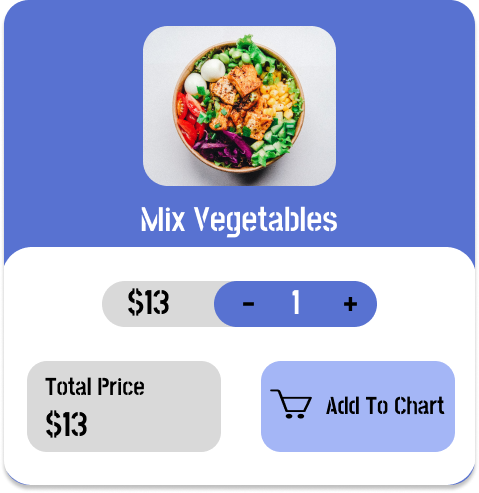 Mix Vegetables
$13 - 1 +
Total Price
$13
Add To Chart